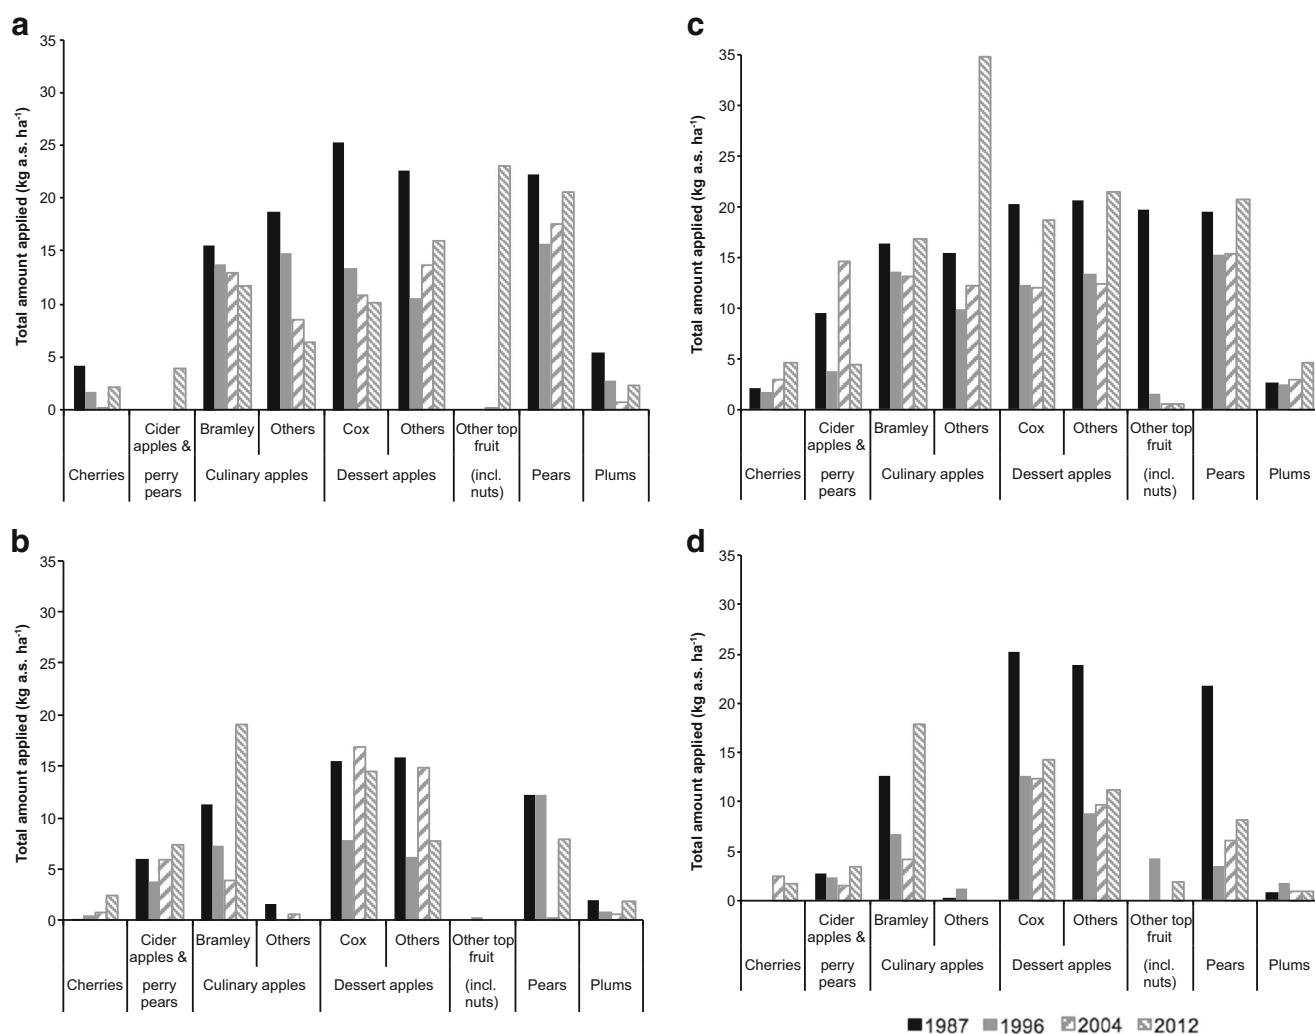 a
Total amount applied (kg a.s. ha-1)
35
30
25
20
15
10
5
0
Cider Bravley Others Cox Others Other top
apples & fruit
Cherries perry Culinary apples Dessert apples (incl. Pears Plums
pears nuts)
b
Total amount applied (kg a.s. ha-1)
35
30
25
20
15
10
5
0
Cider Bramley Others Cox Others Other top
apples & fruit
Cherries perry Culinary apples Dessert apples (incl. Pears Plums
pears nuts)
c
Total amount applied (kg a.s. ha-1)
35
30
25
20
15
10
5
0
Cider Bramley Others Cox Others Other top
apples & fruit
Cherries perry Culinary apples Dessert apples (incl. Pears Plums
pears nuts)
d
Total amount applied (kg a.s. ha-1)
35
30
25
20
15
10
5
0
Cider Bramley Others Cox Others Other top
apples & fruit
Cherries perry Culinary apples Dessert apples (incl. Pears Plums
pears nuts)
1987 1996 2004 2012